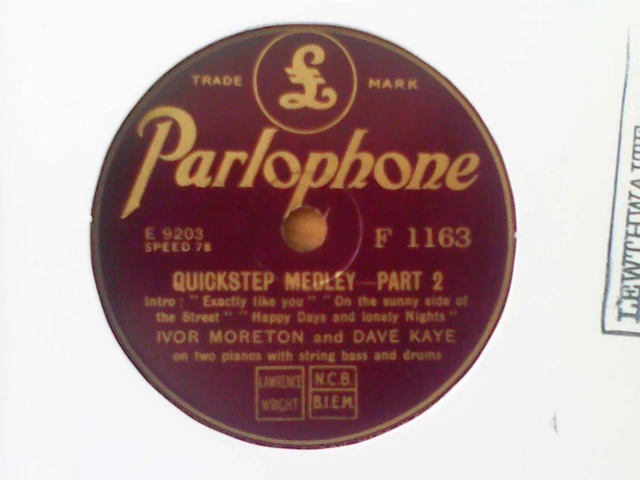 TRADE MARK
£
Parlophone
E 9203
SPEED 78
F 1163
QUICKSTEP MEDLEY—PART 2
Intro: "Exactly like you" "On the sunny side of
the Street" "Happy Days and lonely Nights"
IVOR MORETON and DAVE KAYE
on two pianos with string bass and drums
LAWRENCE
WRIGHT
N.C.B.
B.I.E.M.
LEWTHWAITE